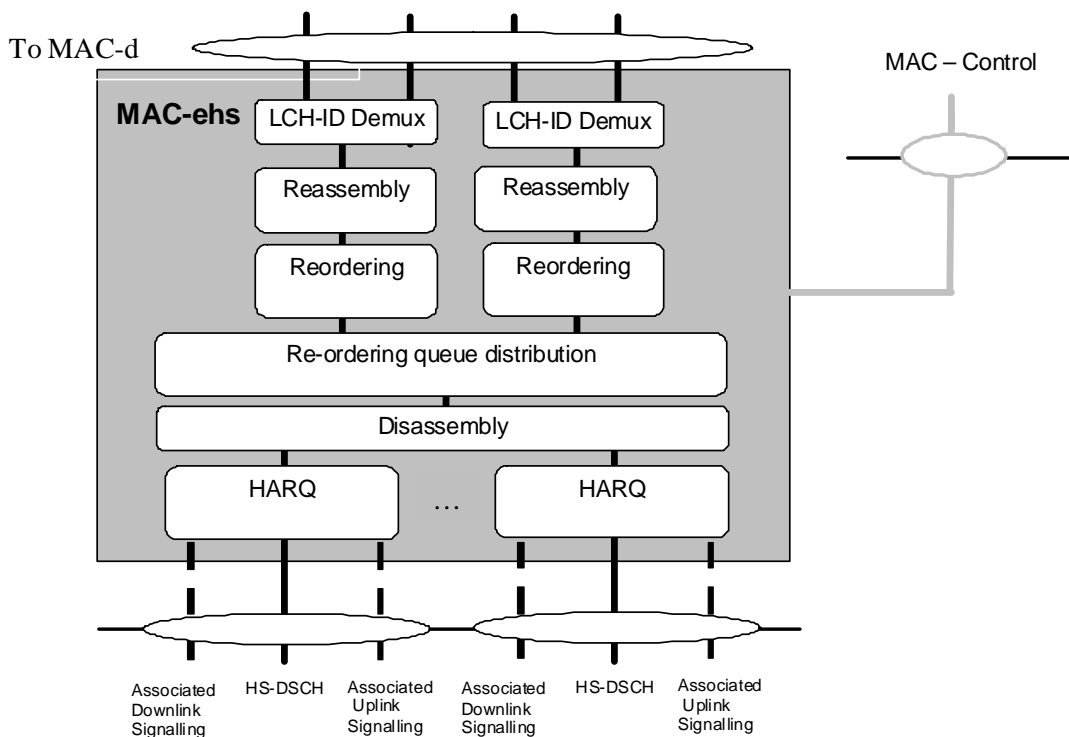 To MAC-d
MAC – Control
MAC-ehs
LCH-ID Demux
LCH-ID Demux
Reassembly
Reassembly
Reordering
Reordering
Re-ordering queue distribution
Disassembly
HARQ
…
HARQ
Associated
Downlink
Signalling
HS-DSCH
Associated
Uplink
Signalling
Associated
Downlink
Signalling
HS-DSCH
Associated
Uplink
Signalling